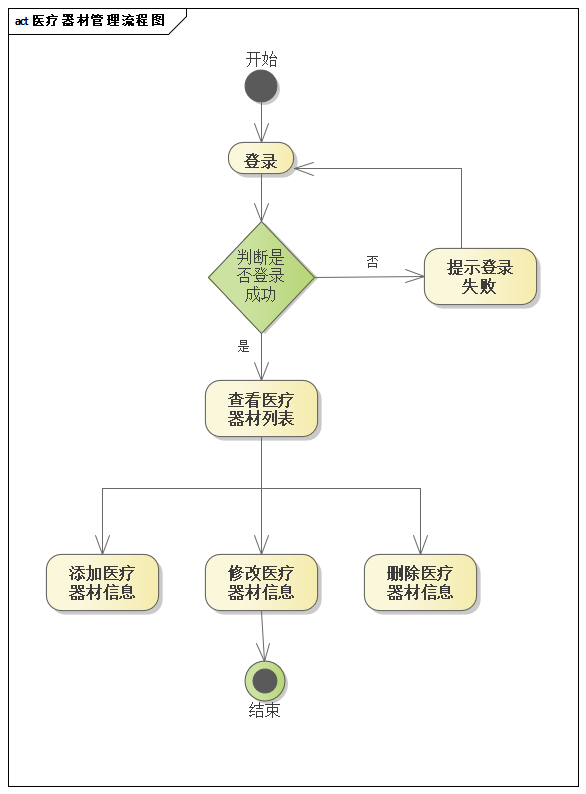 act 医疗器材管理流程图
开始
登录
判断是
否登录
成功
否
提示登录
失败
是
查看医疗
器材列表
添加医疗
器材信息
修改医疗
器材信息
删除医疗
器材信息
结束